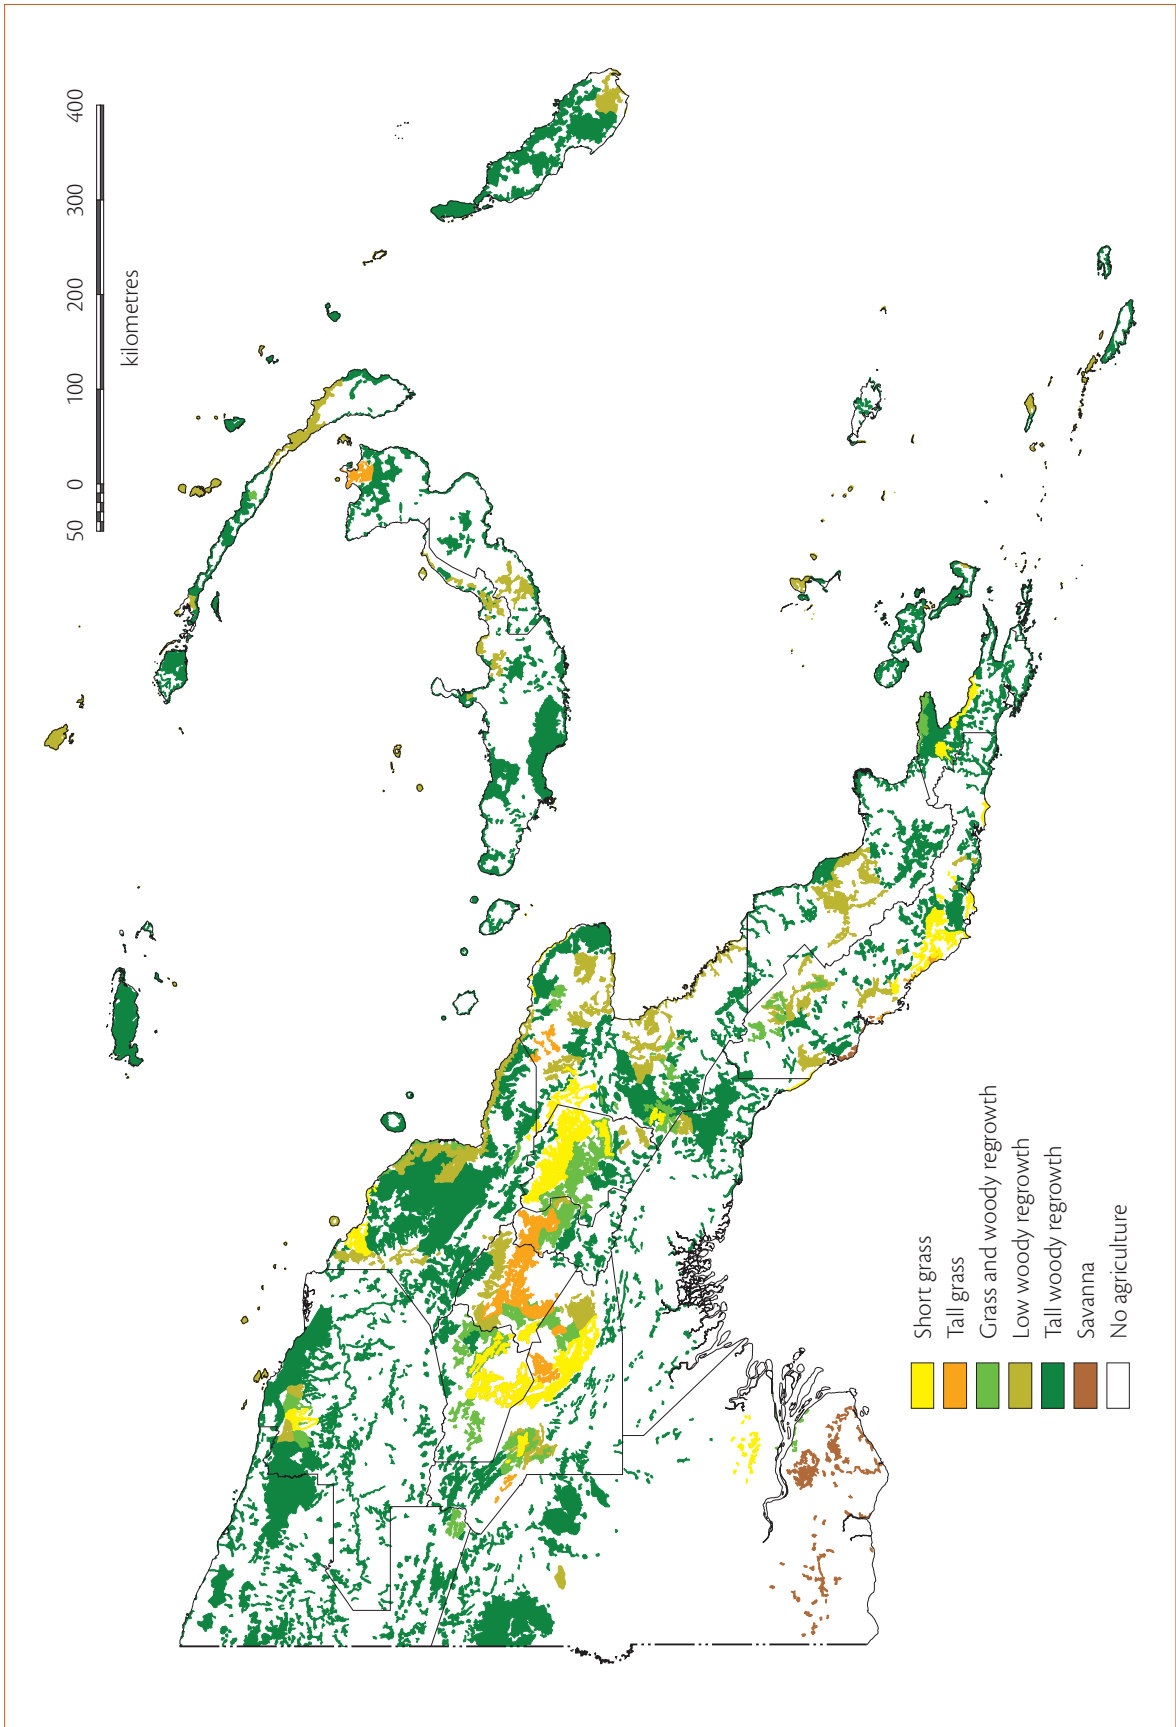 50 0 100 200 300 400
kilometres
Short grass
Tall grass
Grass and woody regrowth
Low woody regrowth
Tall woody regrowth
Savanna
No agriculture